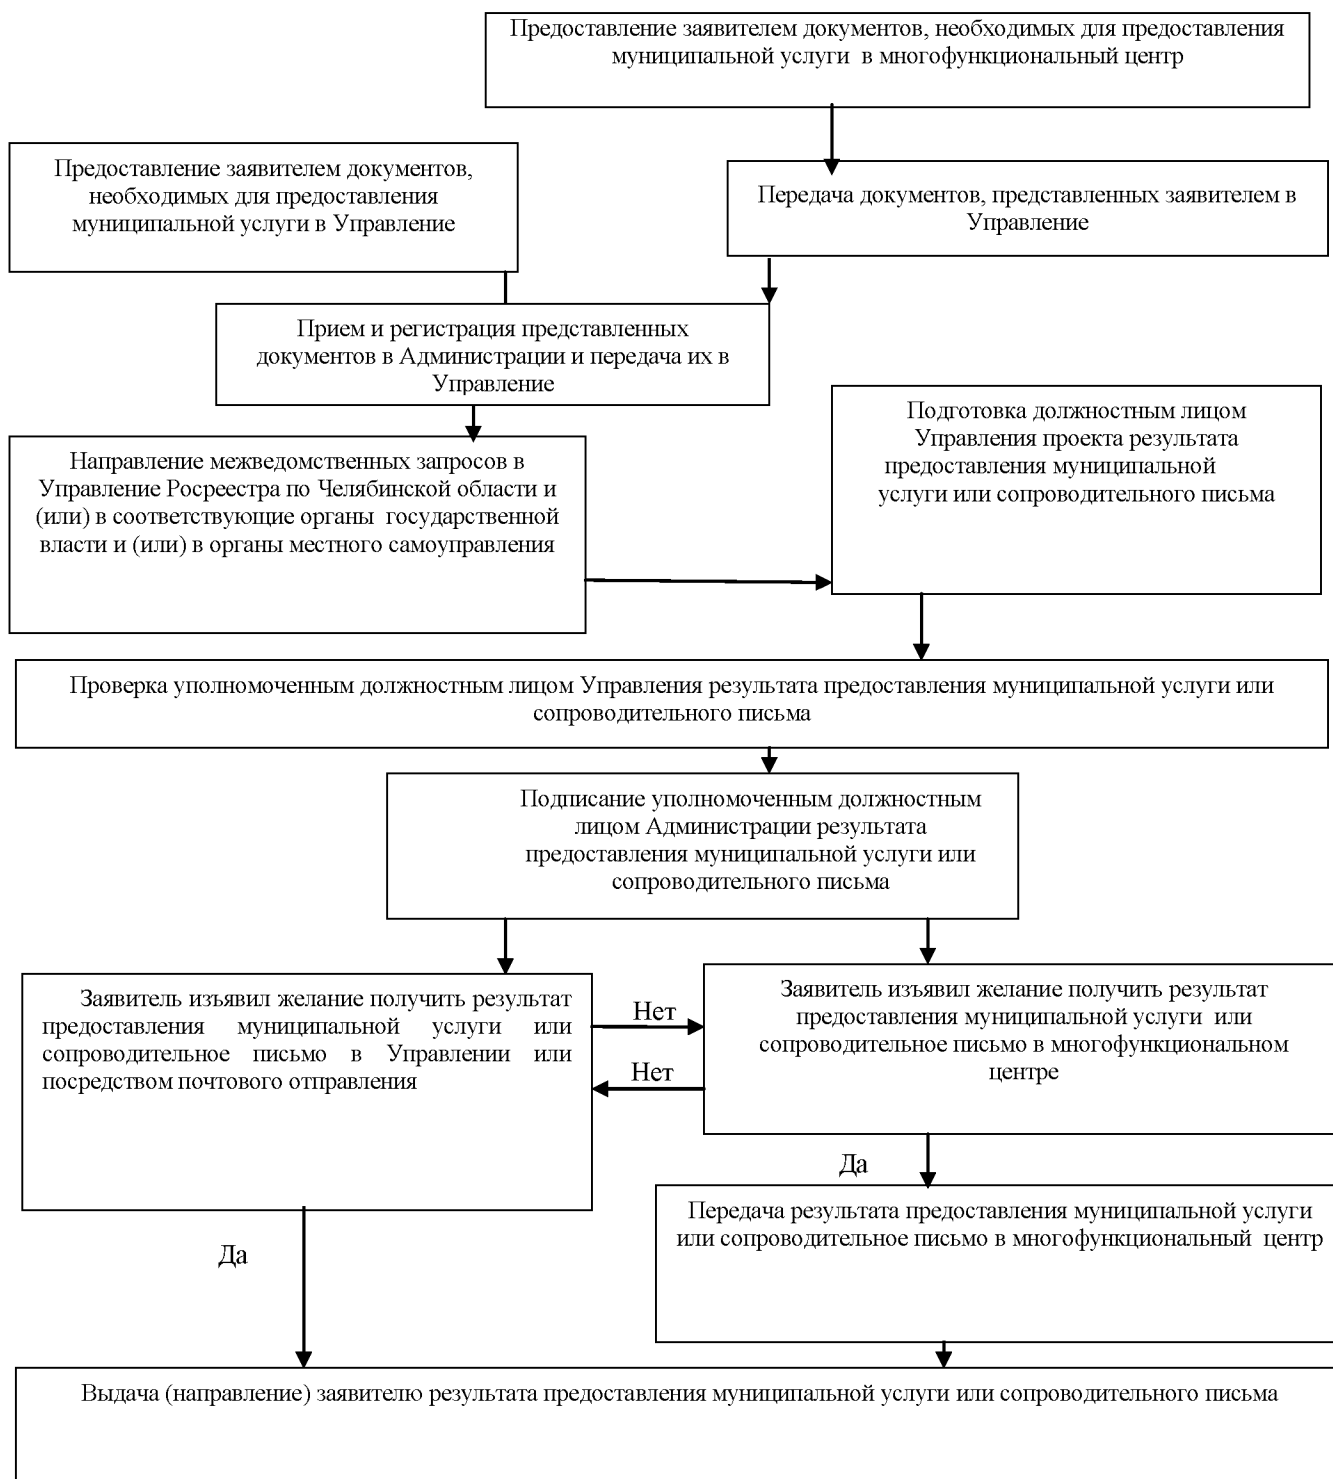 Предоставление заявителем документов, необходимых для предоставления
муниципальной услуги в многофункциональный центр
Предоставление заявителем документов,
необходимых для предоставления
муниципальной услуги в Управление
Передача документов, представленных заявителем в
Управление
Прием и регистрация представленных
документов в Администрации и передача их в
Управление
Направление межведомственных запросов в
Управление Росреестра по Челябинской области и
(или) в соответствующие органы государственной
власти и (или) в органы местного самоуправления
Подготовка должностным лицом
Управления проекта результата
предоставления муниципальной
услуги или сопроводительного письма
Проверка уполномоченным должностным лицом Управления результата предоставления муниципальной услуги или
сопроводительного письма
Подписание уполномоченным должностным
лицом Администрации результата
предоставления муниципальной услуги или
сопроводительного письма
Заявитель изъявил желание получить результат
предоставления муниципальной услуги или
сопроводительное письмо в Управлении или
посредством почтового отправления
Нет
Нет
Заявитель изъявил желание получить результат
предоставления муниципальной услуги или
сопроводительное письмо в многофункциональном
центре
Да
Передача результата предоставления муниципальной услуги
или сопроводительное письмо в многофункциональный центр
Да
Выдача (направление) заявителю результата предоставления муниципальной услуги или сопроводительного письма